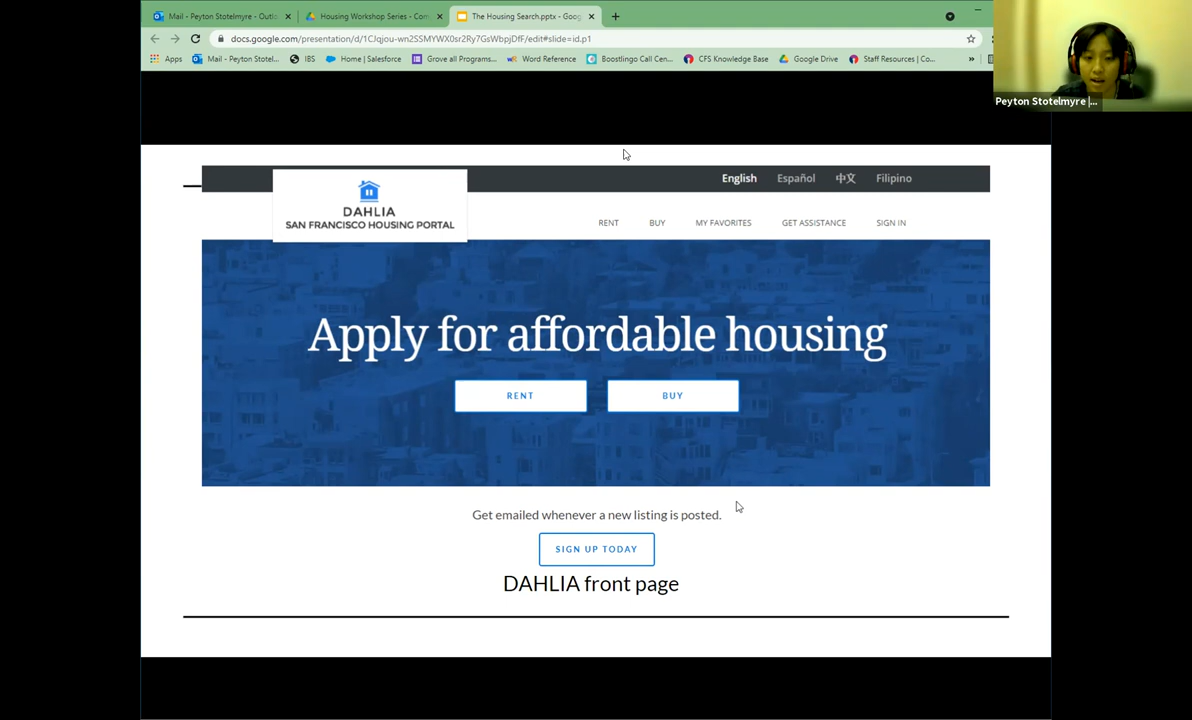 Mail - Peyton Stotelmyre - Outlo
Housing Workshop Series - Com
The Housing Search.pptx - Goog
docs.google.com/presentation/d/1CJqjou-wn2SSMYWX0sr2Ry7GsWbpjDfF/edit#slide=id.p1
Apps
Mail - Peyton Stotel...
IBS
Home | Salesforce
Grove all Programs...
Word Reference
Boostlingo Call Cen...
CFS Knowledge Base
Google Drive
Staff Resources | Co...
Peyton Stotelmyre |...
English Español 中文 Filipino
DAHLIA
SAN FRANCISCO HOUSING PORTAL
RENT BUY MY FAVORITES GET ASSISTANCE SIGN IN
Apply for affordable housing
RENT BUY
Get emailed whenever a new listing is posted.
SIGN UP TODAY
DAHLIA front page